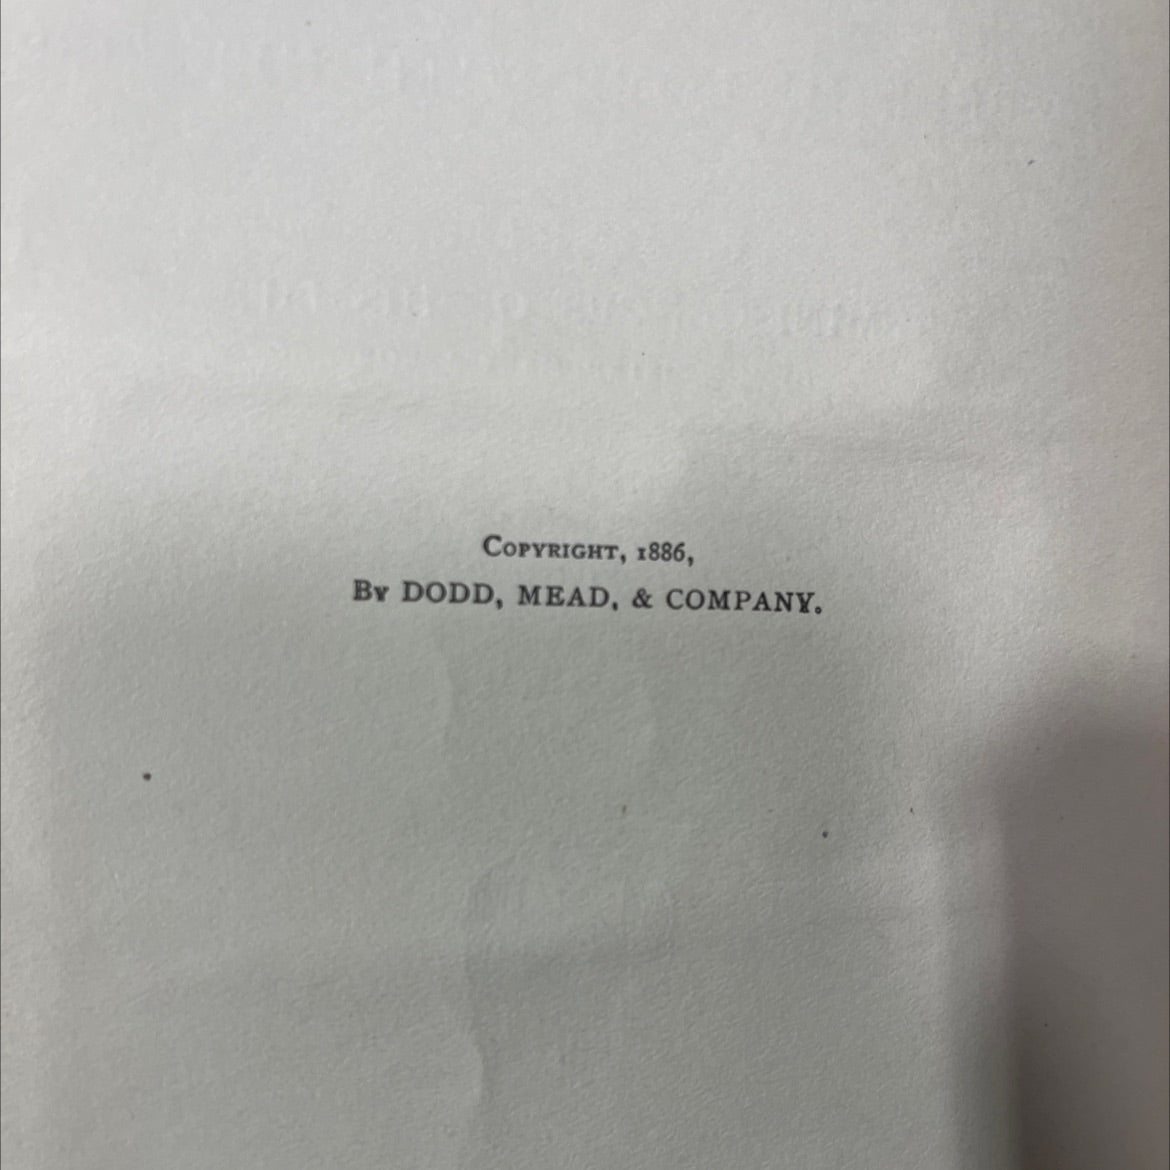 Copyright, 1886,
By DODD, MEAD, & COMPANY.